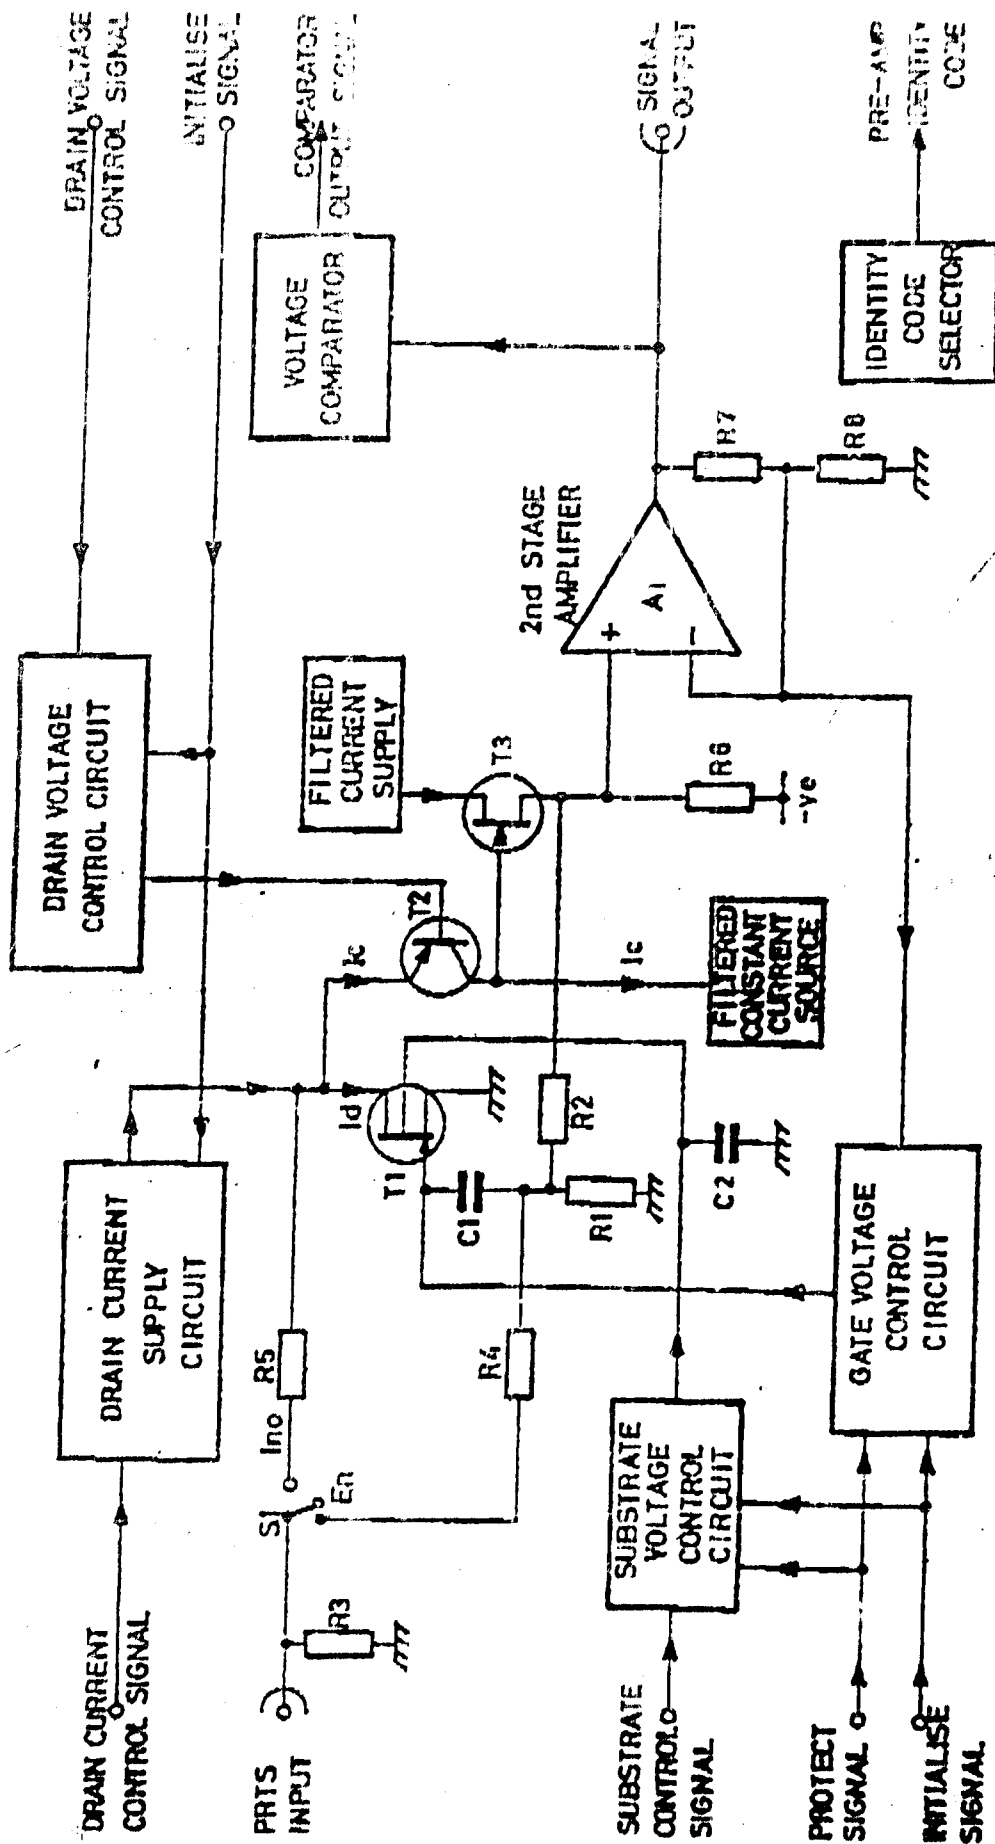 DRAIN CURRENT
CONTROL SIGNAL
DRAIN CURRENT
SUPPLY
CIRCUIT
DRAIN VOLTAGE
CONTROL CIRCUIT
DRAIN VOLTAGE
CONTROL SIGNAL
INITIALISE
SIGNAL
PRTS
INPUT
R3
S1
Ino
En
R5
R4
Id
T1
C1
R1
R2
Ic
T2
Ic
FILTERED
CURRENT
SUPPLY
T3
FILTERED
CONSTANT
CURRENT
SOURCE
R6
-ve
2nd STAGE
AMPLIFIER
A1
+
-
VOLTAGE
COMPARATOR
COMPARATOR
OUTPUT SIGNAL
SIGNAL
OUTPUT
R7
R8
SUBSTRATE
CONTROL
SIGNAL
SUBSTRATE
VOLTAGE
CONTROL
CIRCUIT
C2
PROTECT
SIGNAL
INITIALISE
SIGNAL
GATE VOLTAGE
CONTROL
CIRCUIT
IDENTITY
CODE
SELECTOR
PRE-AMP
IDENTITY
CODE